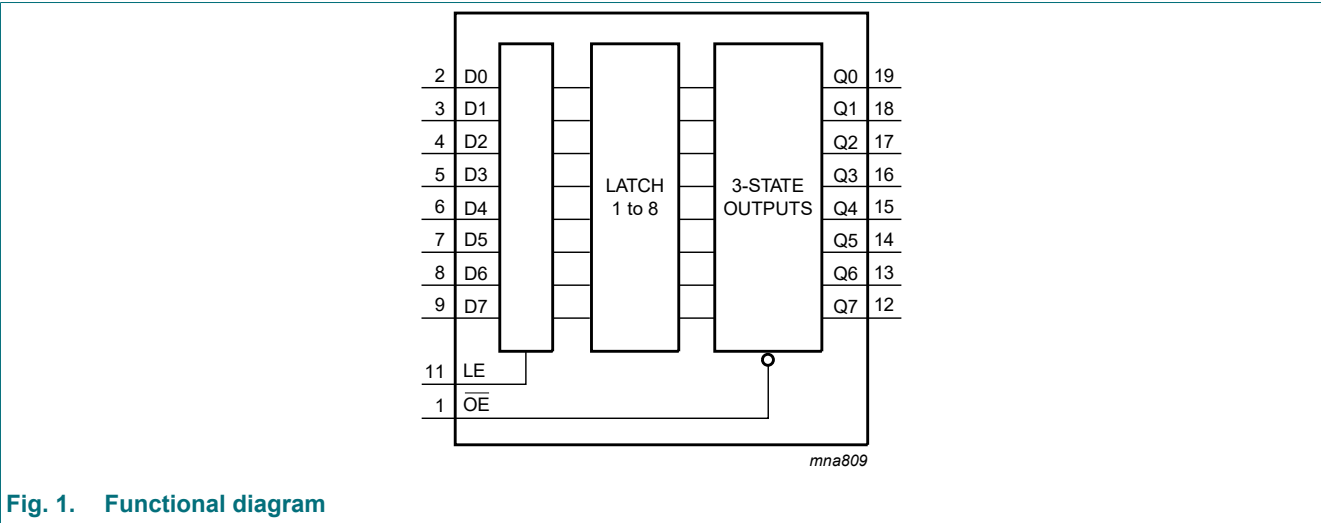 2 D0 Q0 19
3 D1 Q1 18
4 D2 Q2 17
5 D3 Q3 16
LATCH 3-STATE
1 to 8 OUTPUTS
6 D4 Q4 15
7 D5 Q5 14
8 D6 Q6 13
9 D7 Q7 12
11 LE
1 O̅E̅
mna809
Fig. 1. Functional diagram